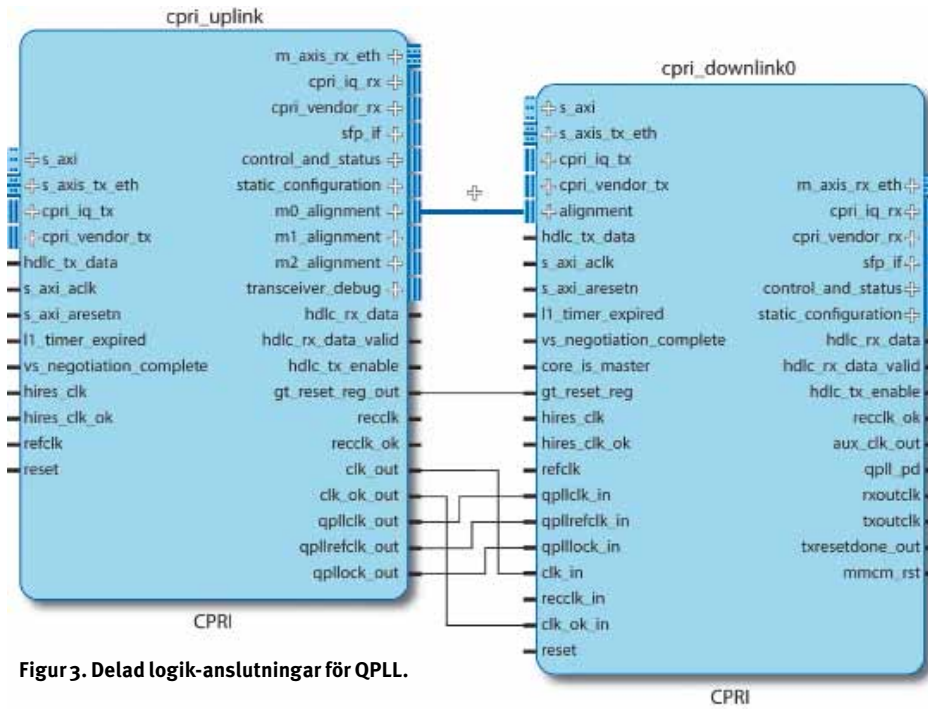 cpri_uplink
m_axis_rx_eth
cpri_iq_rx
cpri_vendor_rx
sfp_if
s_axi
control_and_status
s_axis_tx_eth
static_configuration
cpri_iq_tx
m0_alignment
cpri_vendor_tx
m1_alignment
hdlc_tx_data
m2_alignment
s_axi_aclk
transceiver_debug
s_axi_aresetn
hdlc_rx_data
l1_timer_expired
hdlc_rx_data_valid
vs_negotiation_complete
hdlc_tx_enable
hires_clk
gt_reset_reg_out
hires_clk_ok
recclk
refclk
recclk_ok
reset
clk_out
clk_ok_out
qpllclk_out
qpllrefclk_out
qpllock_out
CPRI
cpri_downlink0
s_axi
s_axis_tx_eth
cpri_iq_tx
cpri_vendor_tx
m_axis_rx_eth
alignment
cpri_iq_rx
hdlc_tx_data
cpri_vendor_rx
s_axi_aclk
sfp_if
s_axi_aresetn
control_and_status
l1_timer_expired
static_configuration
vs_negotiation_complete
hdlc_rx_data
core_is_master
hdlc_rx_data_valid
gt_reset_reg
hdlc_tx_enable
hires_clk
recclk_ok
hires_clk_ok
aux_clk_out
refclk
qpll_pd
qpllclk_in
rxoutclk
qpllrefclk_in
txoutclk
qplllock_in
txresetdone_out
clk_in
mmcm_rst
recclk_in
clk_ok_in
reset
CPRI
Figur 3. Delad logik-anslutningar för QPLL.